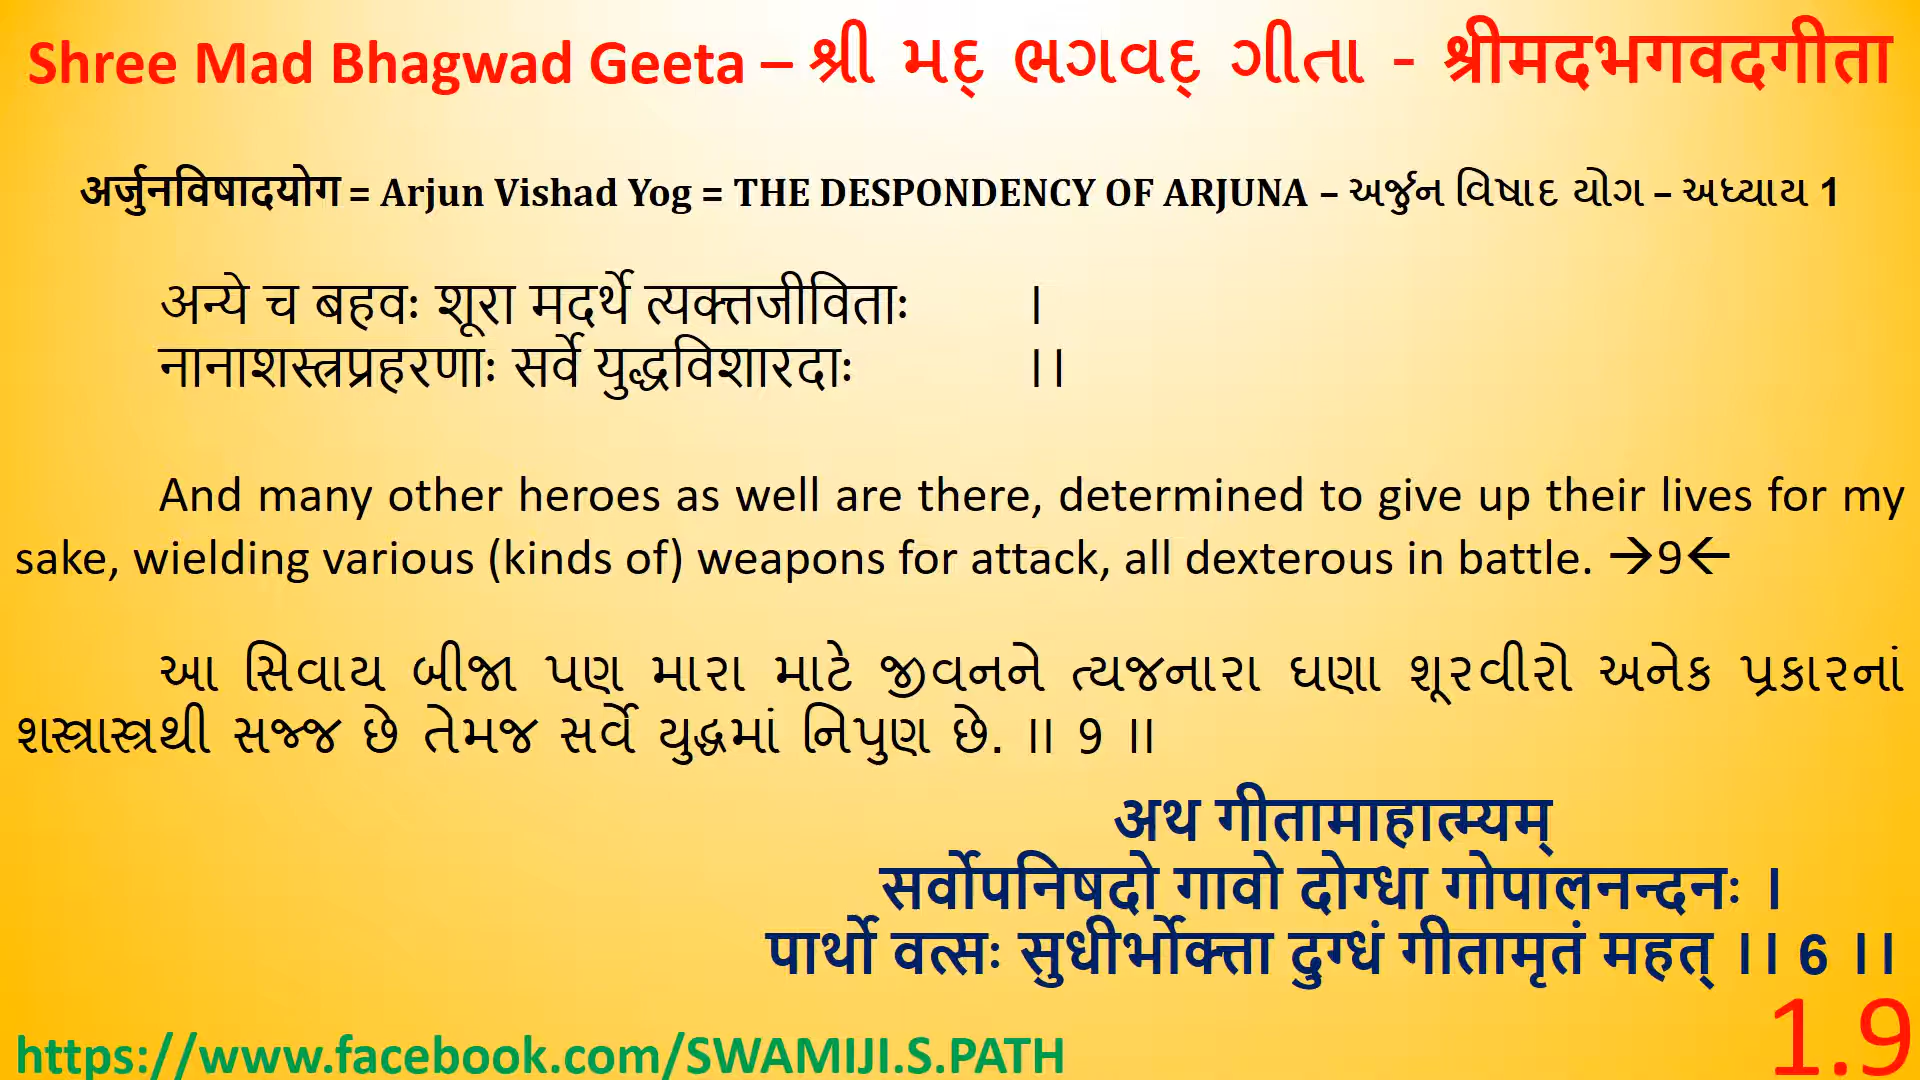 Shree Mad Bhagwad Geeta – શ્રી મદ્ ભગવદ્ ગીતા - श्रीमदभगवदगीता
अर्जुनविषादयोग = Arjun Vishad Yog = THE DESPONDENCY OF ARJUNA – અર્જુન વિષાદ યોગ – અધ્યાય 1
अन्ये च बहवः शूरा मदर्थे त्यक्तजीविताः ।
नानाशस्त्रप्रहरणाः सर्वे युद्धविशारदाः ।।
And many other heroes as well are there, determined to give up their lives for my
sake, wielding various (kinds of) weapons for attack, all dexterous in battle. →9←
આ સિવાય બીજા પણ મારા માટે જીવનને ત્યજનારા ઘણા શૂરવીરો અનેક પ્રકારનાં
શસ્ત્રાસ્ત્રથી સજ્જ છે તેમજ સર્વે યુદ્ધમાં નિપુણ છે. ।। 9 ।।
अथ गीतामाहात्म्यम्
सर्वोपनिषदो गावो दोग्धा गोपालनन्दनः ।
पार्थो वत्सः सुधीर्भोक्ता दुग्धं गीतामृतं महत् ।। 6 ।।
https://www.facebook.com/SWAMIJI.S.PATH
1.9